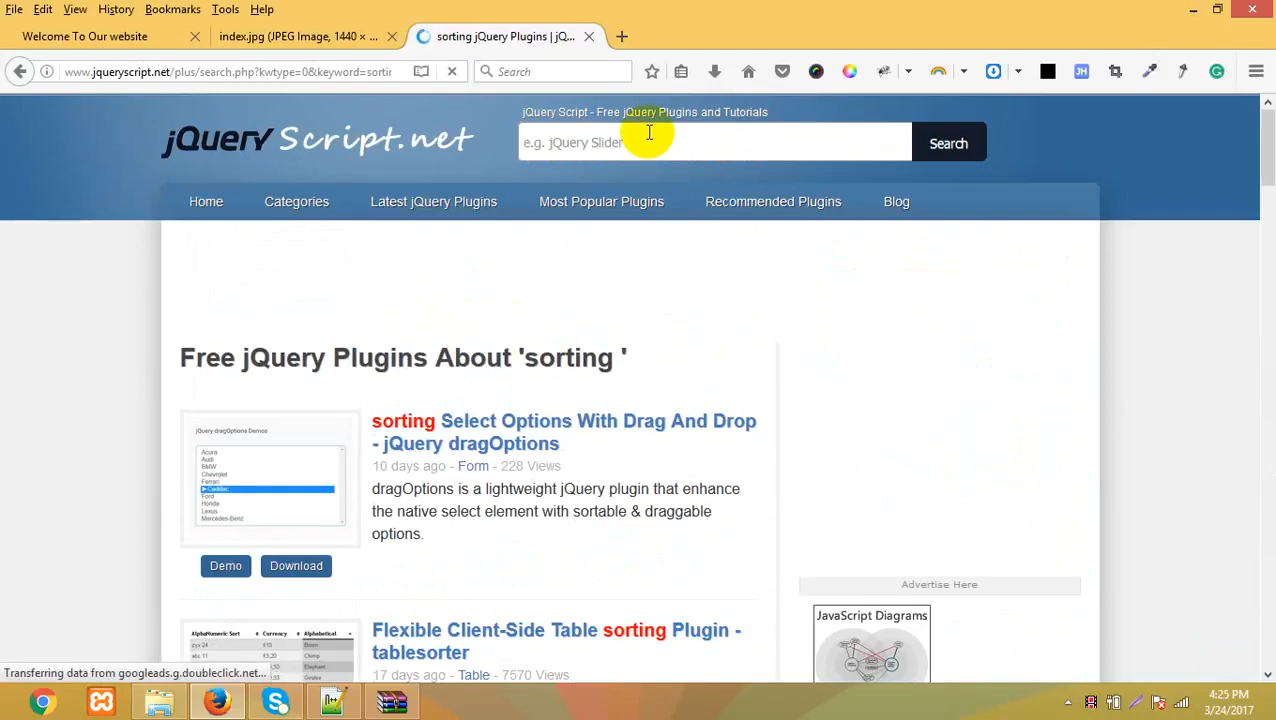 File Edit View History Bookmarks Tools Help
Welcome To Our website
index.jpg (JPEG Image, 1440 × ...
sorting jQuery Plugins | jQ...
www.jqueryscript.net/plus/search.php?kwtype=0&keyword=sortin
Search
JH
jQuery Script - Free jQuery Plugins and Tutorials
jQuery Script.net
e.g. jQuery Slider
Search
Home Categories Latest jQuery Plugins Most Popular Plugins Recommended Plugins Blog
Free jQuery Plugins About 'sorting '
jQuery dragOptions Demos
Acura
Audi
BMW
Chevrolet
Ferrari
Cadillac
Ford
Honda
Lexus
Mercedes-Benz
sorting Select Options With Drag And Drop
- jQuery dragOptions
10 days ago - Form - 228 Views
dragOptions is a lightweight jQuery plugin that enhance
the native select element with sortable & draggable
options.
Demo Download
Advertise Here
JavaScript Diagrams
AlphaNumeric Sort Currency Alphabetical
Flexible Client-Side Table sorting Plugin -
tablesorter
17 days ago - Table - 7570 Views
Transferring data from googleads.g.doubleclick.net...
4:25 PM
3/24/2017